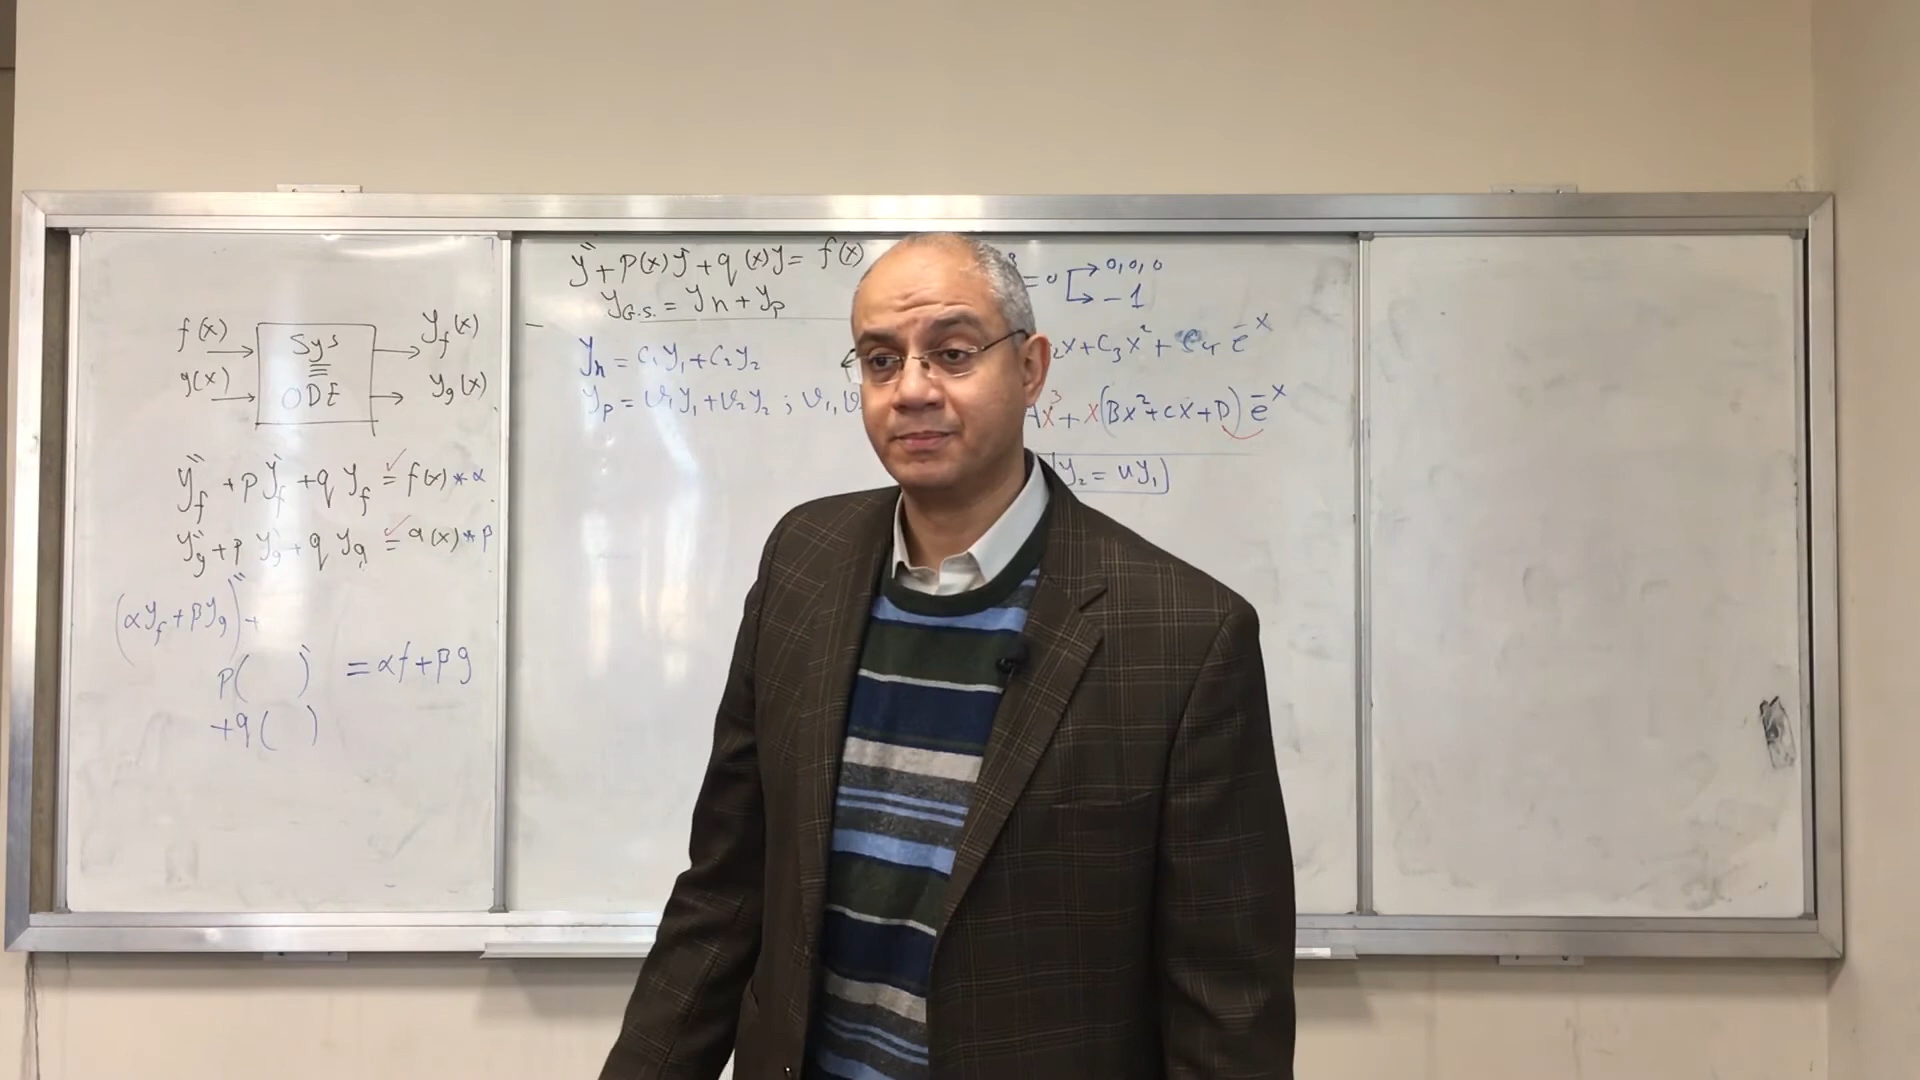 f(x)
g(x)
Sys
≡
ODE
y_f(x)
y_g(x)
y_f'' + p y_f' + q y_f = f(x) * α
y_g'' + p y_g' + q y_g = g(x) * β
(α y_f + β y_g)'' +
p( )' = αf + βg
+q( )
y'' + p(x)y' + q(x)y = f(x)
y_G.S. = y_h + y_p
y_h = c₁y₁ + c₂y₂
y_p = v₁y₁ + v₂y₂ ; v₁, v
= 0 → 0, 0, 0
→ -1
₂x + c₃x² + c₄ e^-x
Ax³ + x(Bx² + Cx + D) e^-x
(y₂ = u y₁)